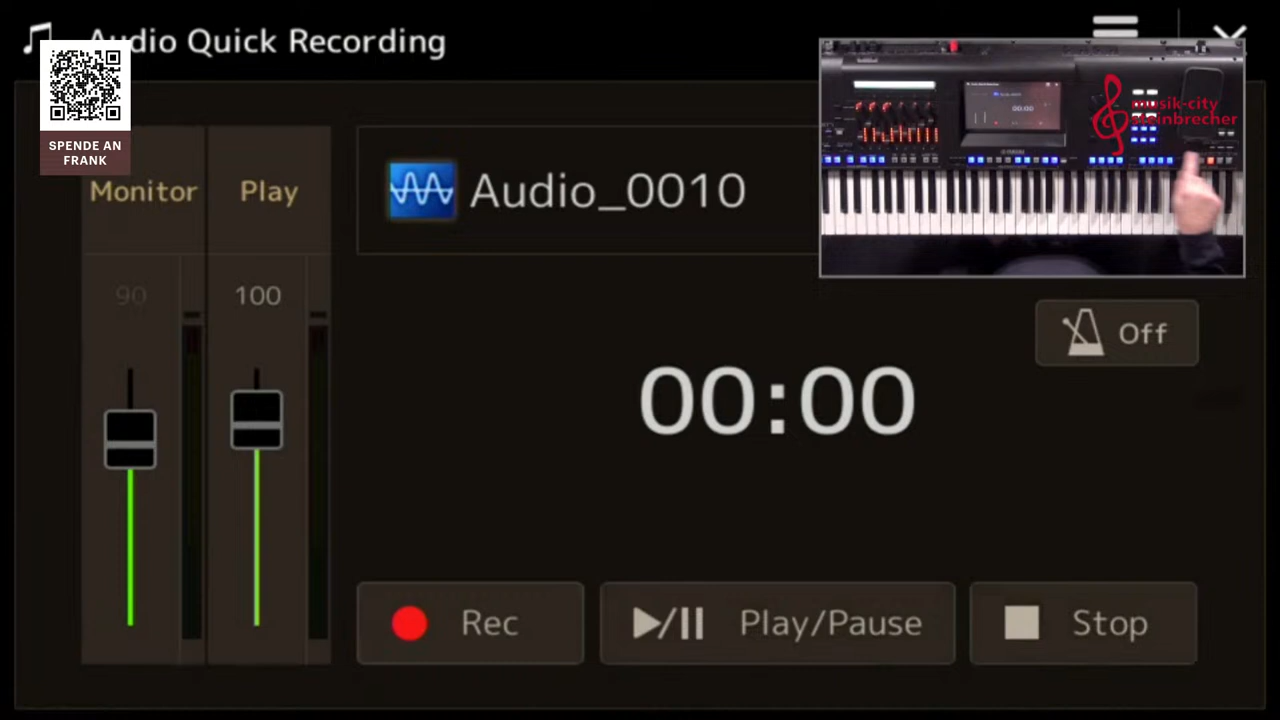 Audio Quick Recording
SPENDE AN
FRANK
musik-city
steinbrecher
Monitor
Play
Audio_0010
90
100
Off
00:00
Rec
Play/Pause
Stop